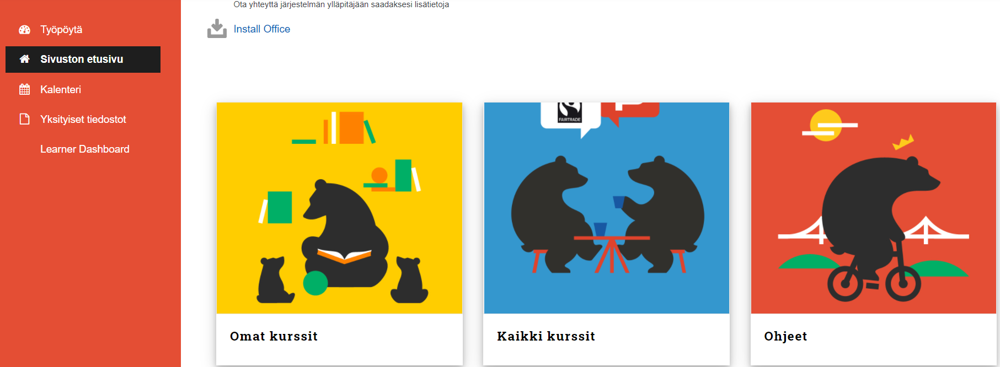 Ota yhteyttä järjestelmän ylläpitäjään saadaksesi lisätietoja
Install Office
Työpöytä
Sivuston etusivu
Kalenteri
Yksityiset tiedostot
Learner Dashboard
FAIRTRADE
Omat kurssit
Kaikki kurssit
Ohjeet